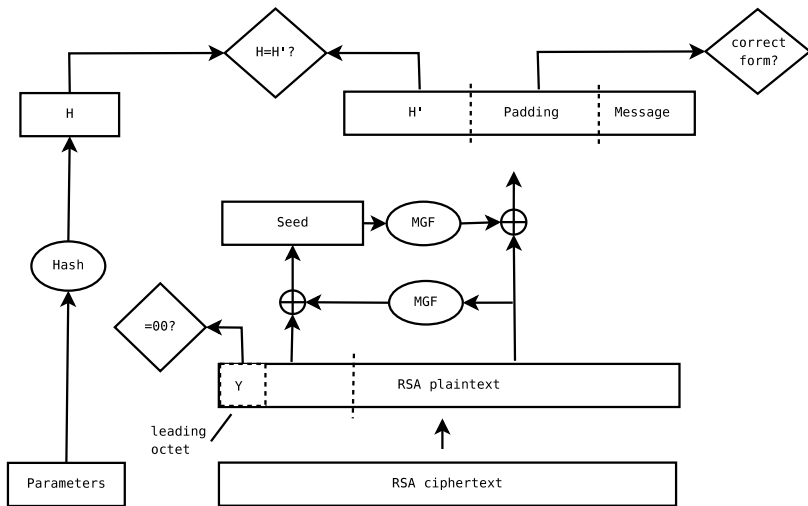 H=H'?
correct
form?
H
H'
Padding
Message
Seed
MGF
Hash
MGF
=00?
Y
RSA plaintext
leading
octet
Parameters
RSA ciphertext